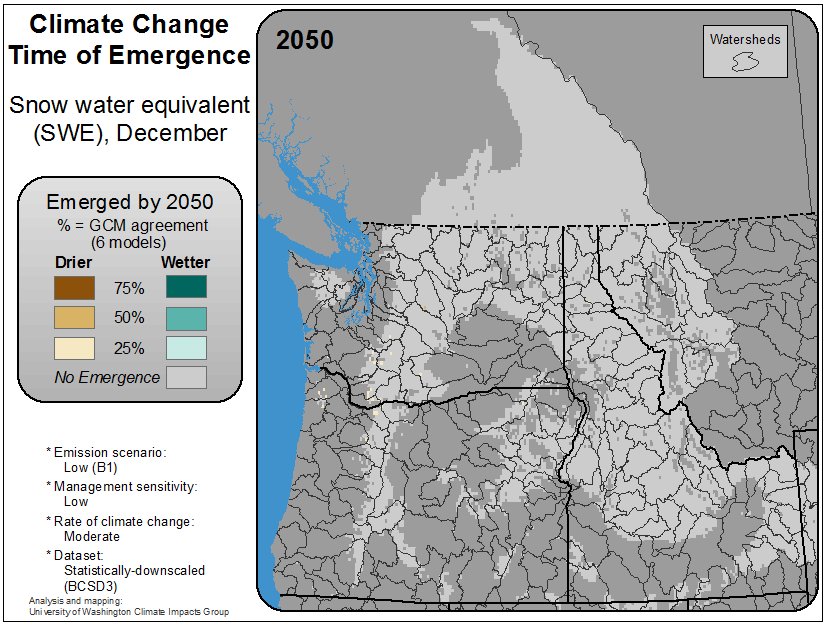 Climate Change
Time of Emergence
Snow water equivalent
(SWE), December
Emerged by 2050
% = GCM agreement
(6 models)
Drier Wetter
75%
50%
25%
No Emergence
* Emission scenario:
Low (B1)
* Management sensitivity:
Low
* Rate of climate change:
Moderate
* Dataset:
Statistically-downscaled
(BCSD3)
Analysis and mapping:
University of Washington Climate Impacts Group
2050
Watersheds